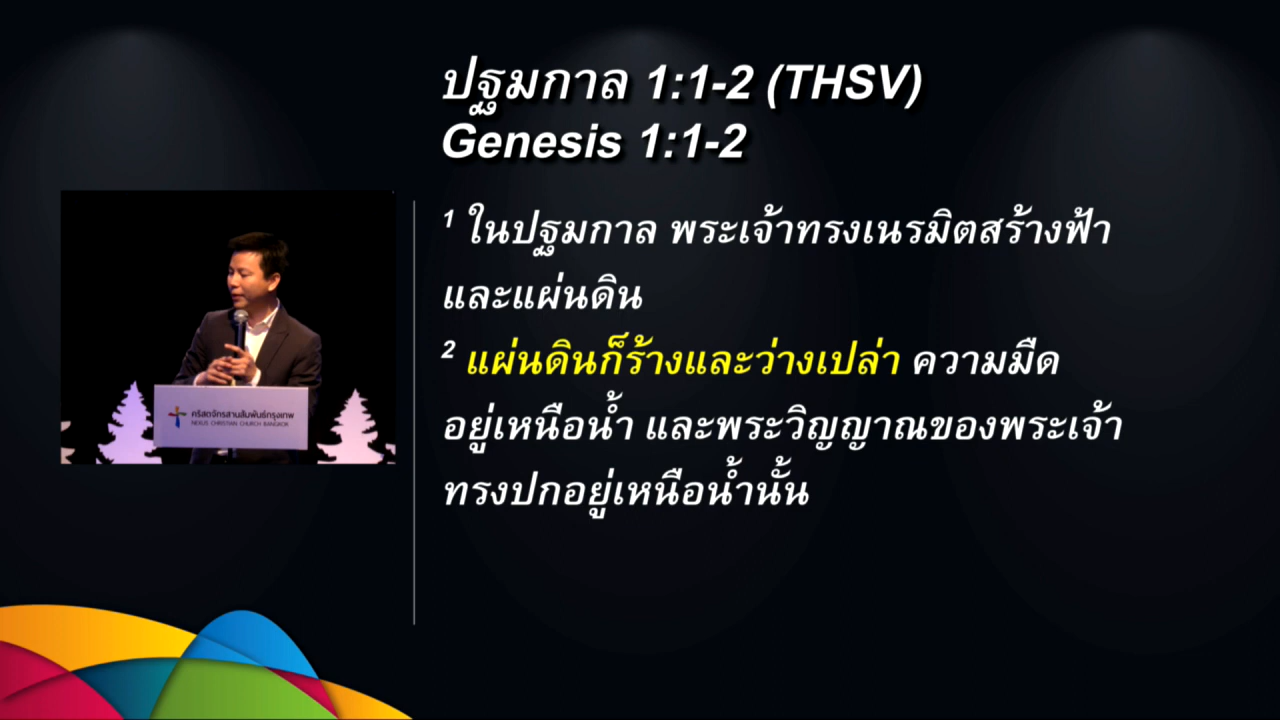 ปฐมกาล 1:1-2 (THSV)
Genesis 1:1-2
1 ในปฐมกาล พระเจ้าทรงเนรมิตสร้างฟ้า
และแผ่นดิน
2 แผ่นดินก็ร้างและว่างเปล่า ความมืด
อยู่เหนือน้ำ และพระวิญญาณของพระเจ้า
ทรงปกอยู่เหนือน้ำนั้น
คริสตจักรสานสัมพันธ์กรุงเทพ
NEXUS CHRISTIAN CHURCH BANGKOK